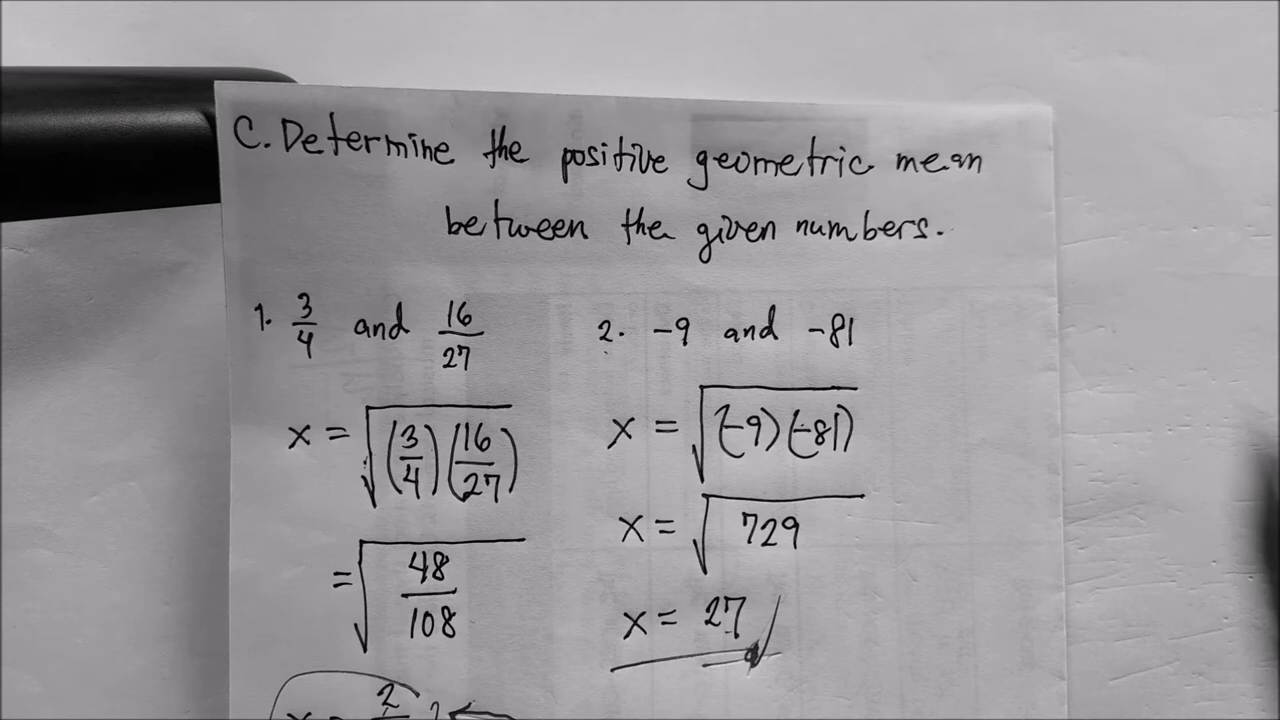 C. Determine the positive geometric mean
between the given numbers.
1. 3/4 and 16/27
x = √(3/4)(16/27)
= √48/108
x = 2
2. -9 and -81
x = √(-9)(-81)
x = √729
x = 27